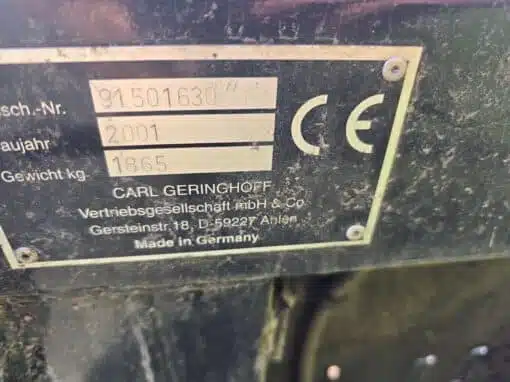 sch.-Nr. 91.501630"
aujahr 2001
Gewicht kg 1865
CE
CARL GERINGHOFF
Vertriebsgesellschaft mbH & Co
Gersteinstr. 18, D-59227 Ahlen
Made in Germany